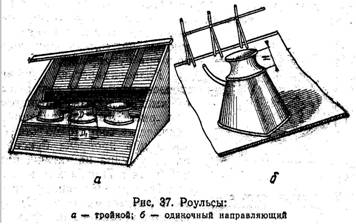 а
б
Рис. 37. Роульсы:
а — тройной; б — одиночный направляющий